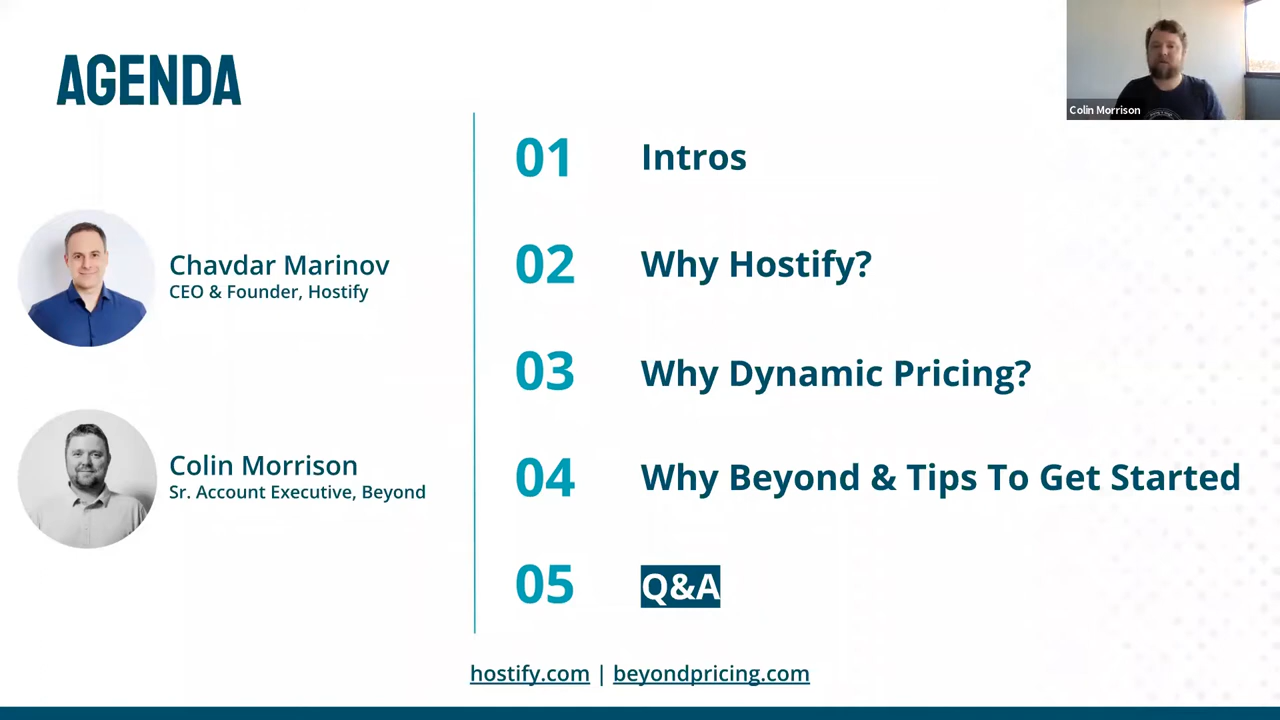 AGENDA
Colin Morrison
01 Intros
02 Why Hostify?
Chavdar Marinov
CEO & Founder, Hostify
03 Why Dynamic Pricing?
04 Why Beyond & Tips To Get Started
Colin Morrison
Sr. Account Executive, Beyond
05 Q&A
hostify.com | beyondpricing.com